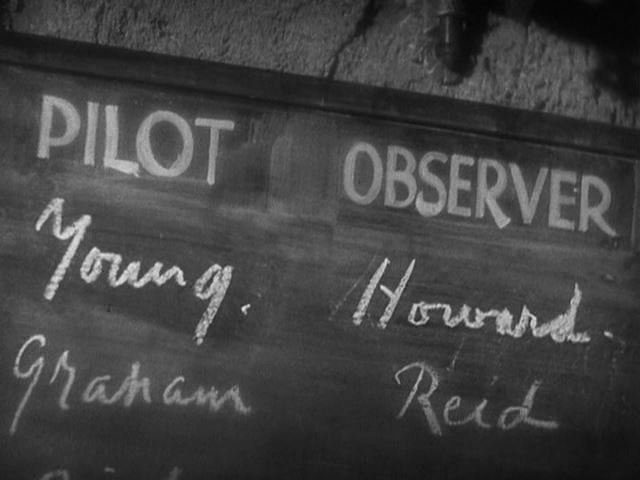 PILOT OBSERVER
Young. Howard.
Graham Reid